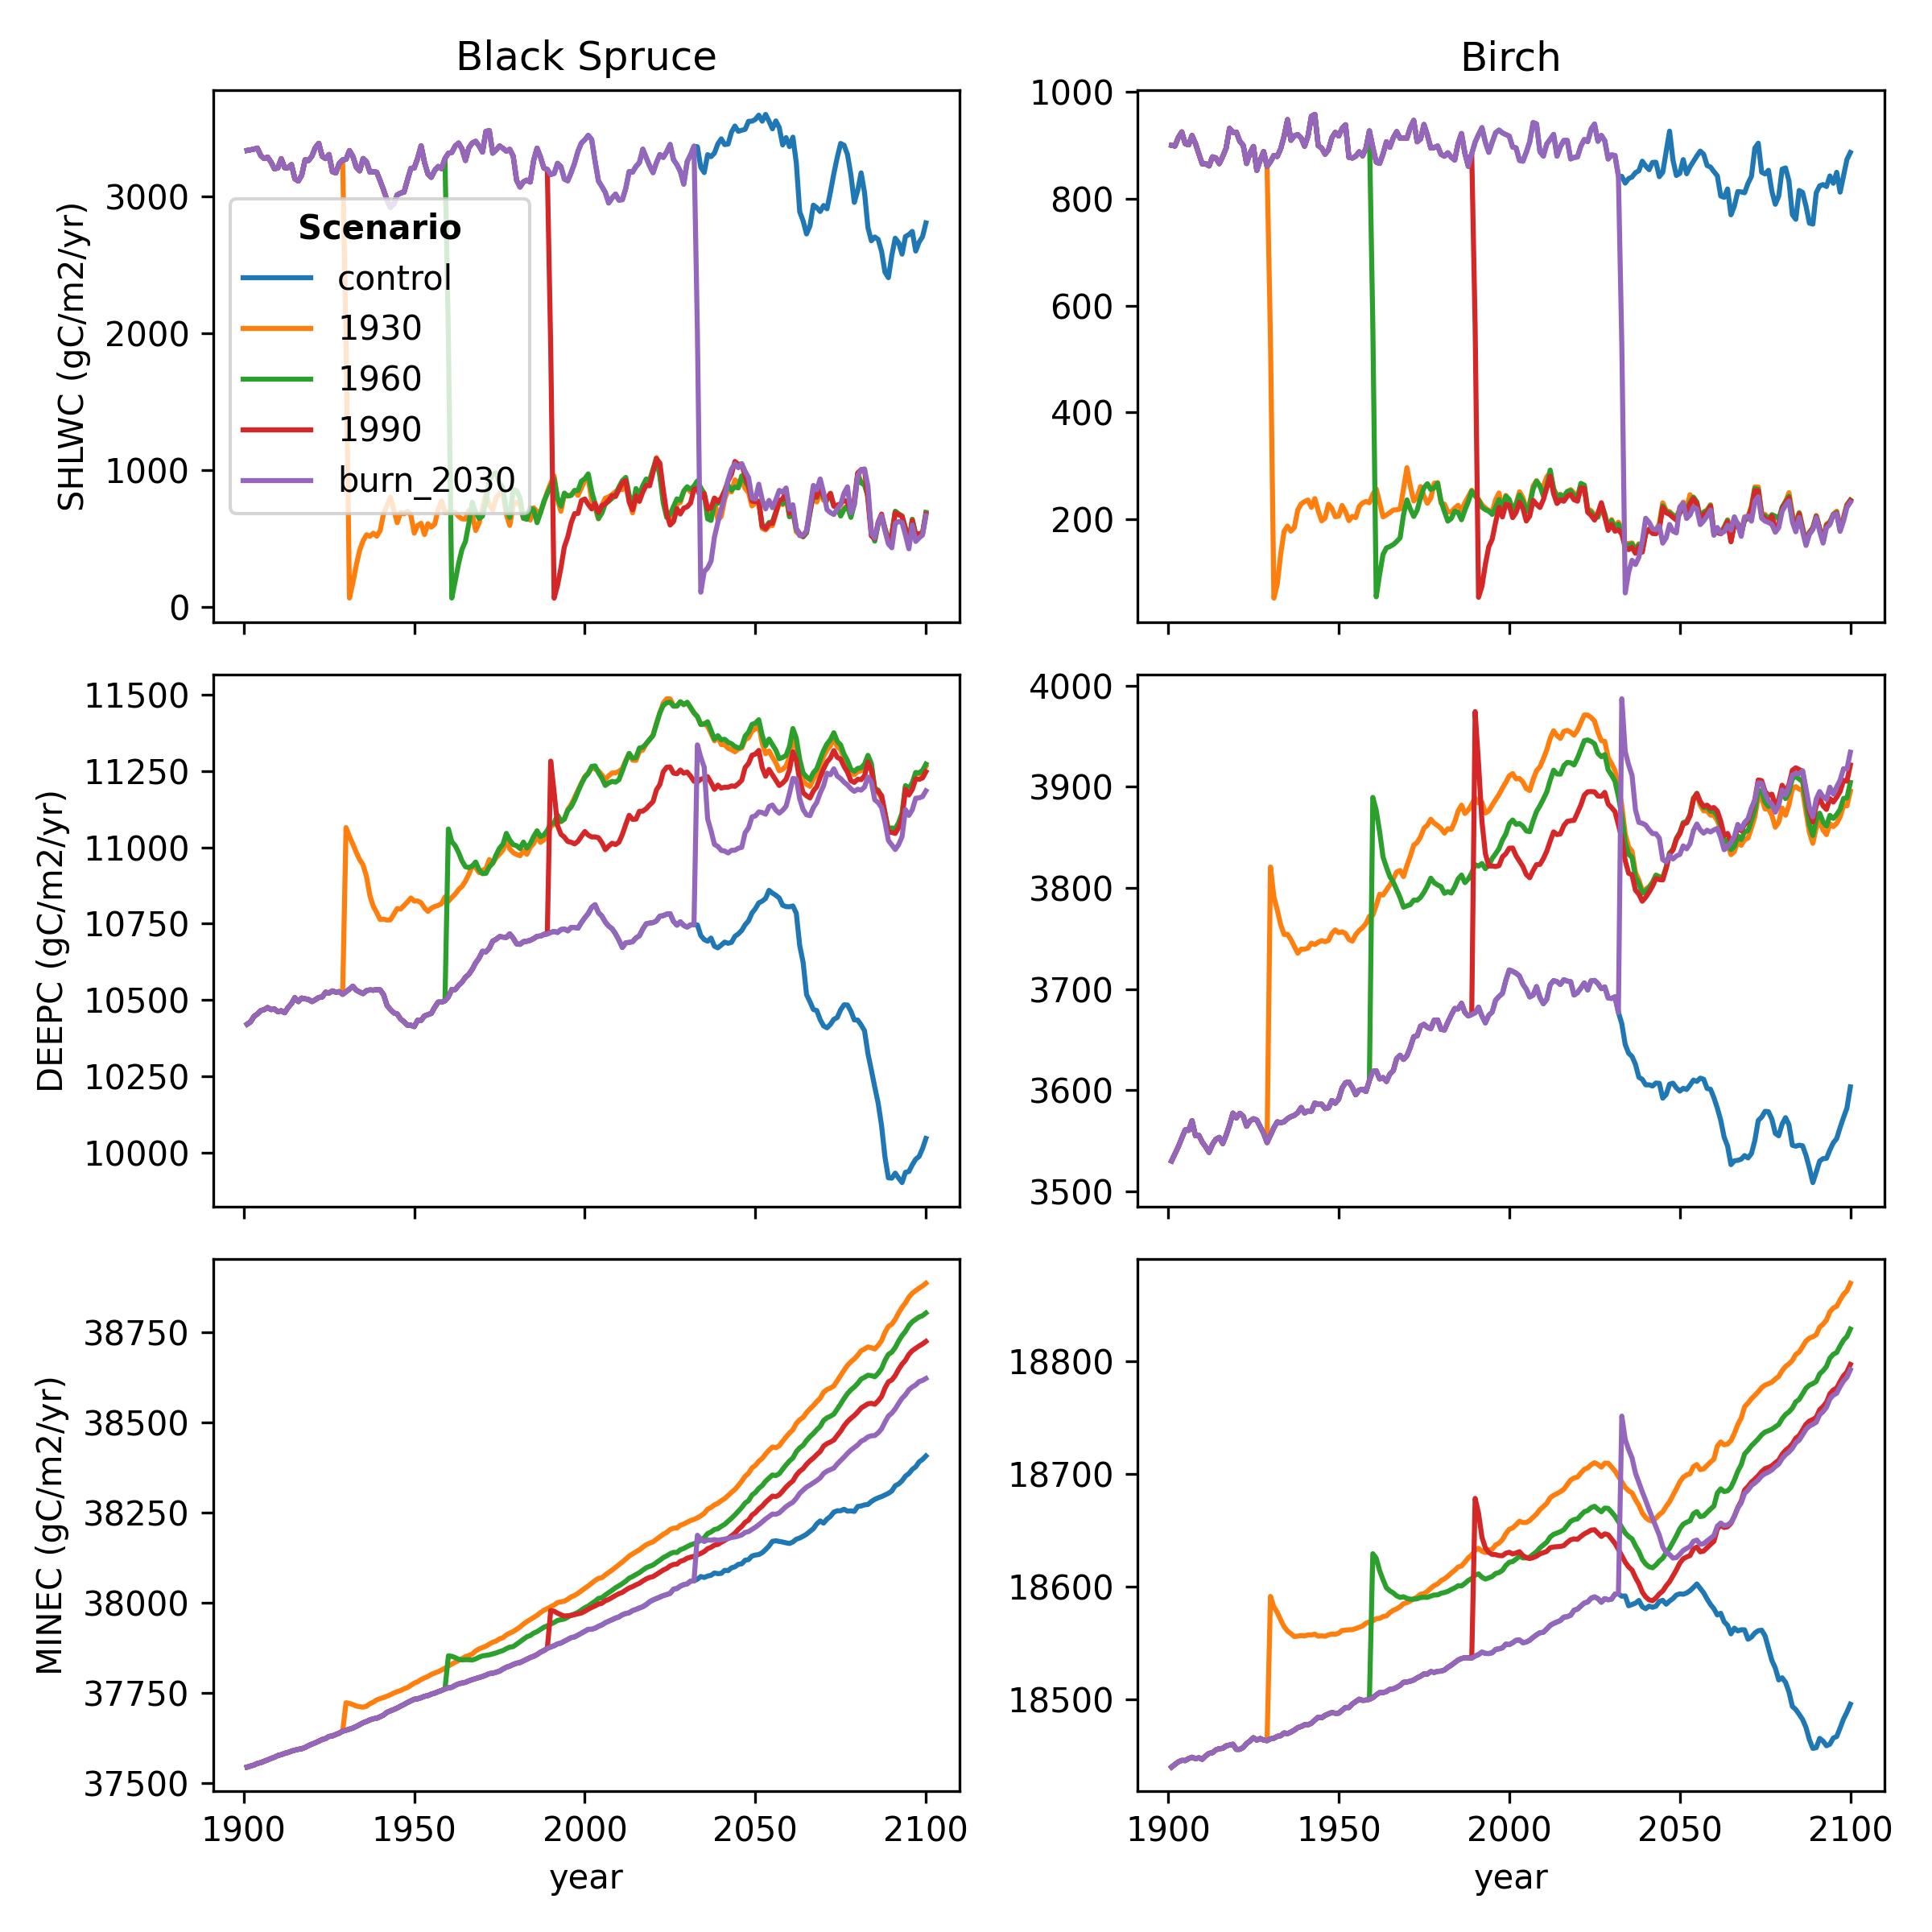 Black Spruce
Birch
SHLWC (gC/m2/yr)
3000
2000
1000
0
Scenario
control
1930
1960
1990
burn_2030
1000
800
600
400
200
DEEPC (gC/m2/yr)
11500
11250
11000
10750
10500
10250
10000
4000
3900
3800
3700
3600
3500
MINEC (gC/m2/yr)
38750
38500
38250
38000
37750
37500
18800
18700
18600
18500
1900 1950 2000 2050 2100
1900 1950 2000 2050 2100
year
year